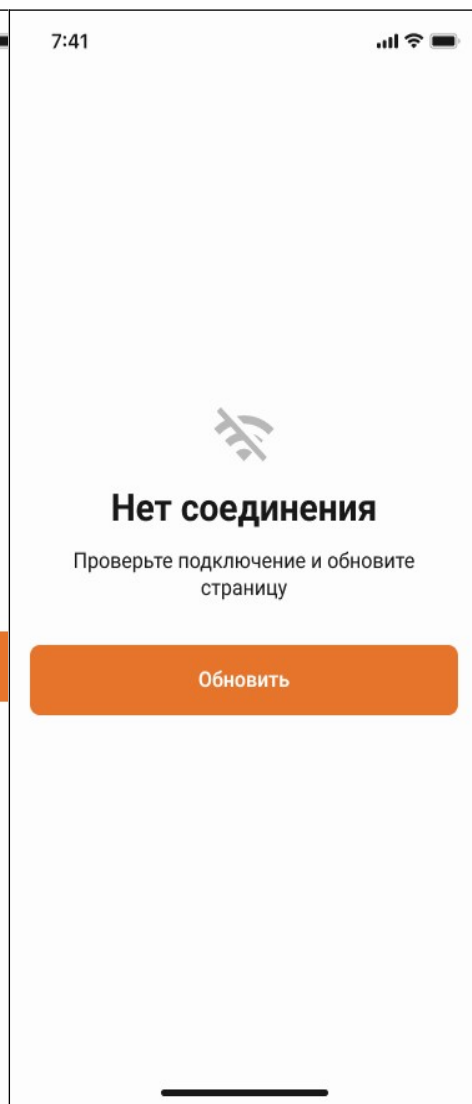 7:41
Нет соединения
Проверьте подключение и обновите
страницу
Обновить